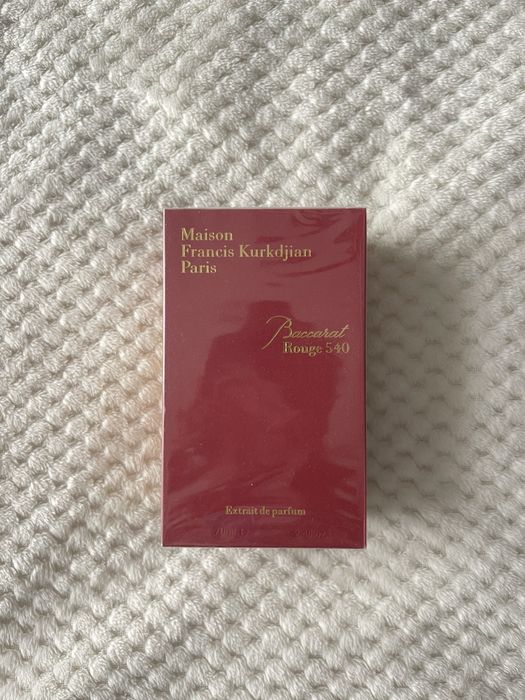 Maison
Francis Kurkdjian
Paris
Baccarat
Rouge 540
Extrait de parfum